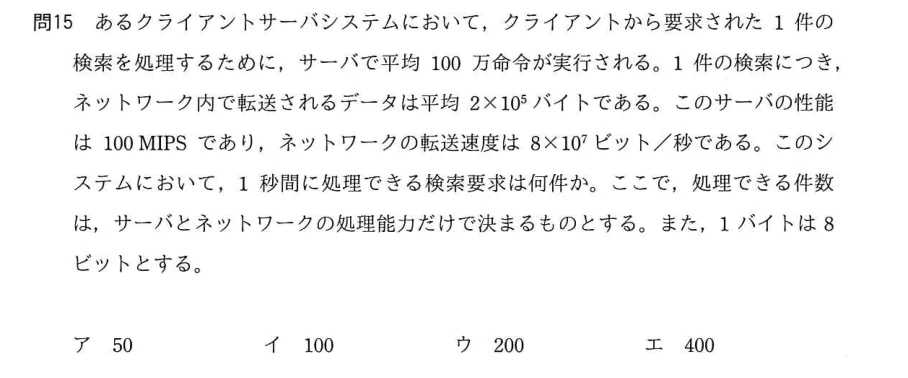 問15 あるクライアントサーバシステムにおいて，クライアントから要求された 1 件の
検索を処理するために，サーバで平均 100 万命令が実行される。1 件の検索につき，
ネットワーク内で転送されるデータは平均 2×10⁵ バイトである。このサーバの性能
は 100 MIPS であり，ネットワークの転送速度は 8×10⁷ ビット／秒である。このシ
ステムにおいて，1 秒間に処理できる検索要求は何件か。ここで，処理できる件数
は，サーバとネットワークの処理能力だけで決まるものとする。また，1 バイトは 8
ビットとする。
ア 50 イ 100 ウ 200 エ 400